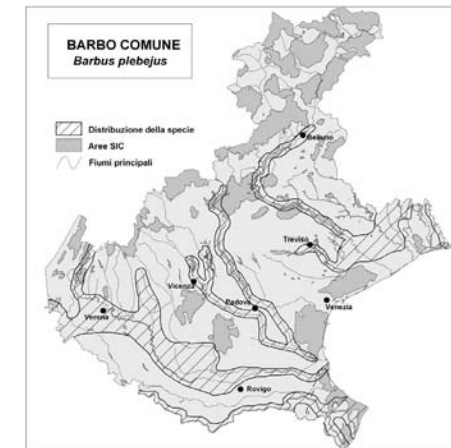 BARBO COMUNE
Barbus plebejus
Distribuzione della specie
Aree SIC
Fiumi principali
Belluno
Treviso
Vicenza
Padova
Venezia
Verona
Rovigo